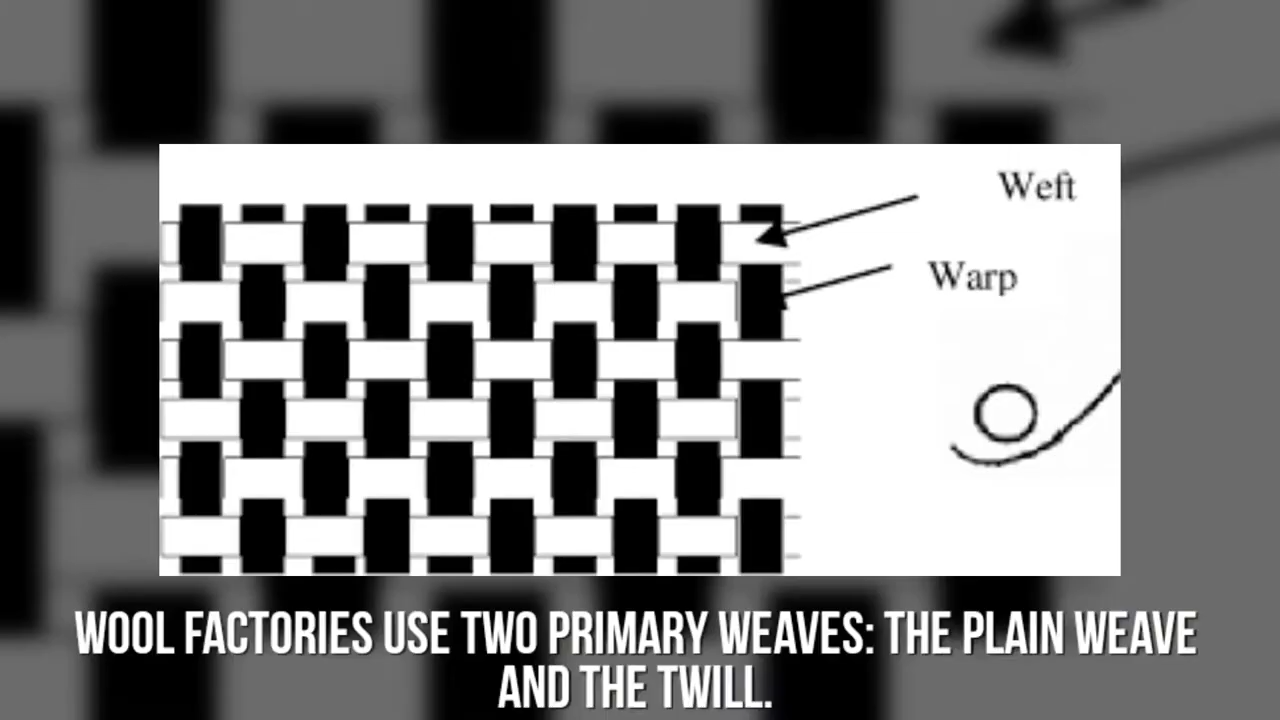 Weft
Warp
WOOL FACTORIES USE TWO PRIMARY WEAVES: THE PLAIN WEAVE
AND THE TWILL.